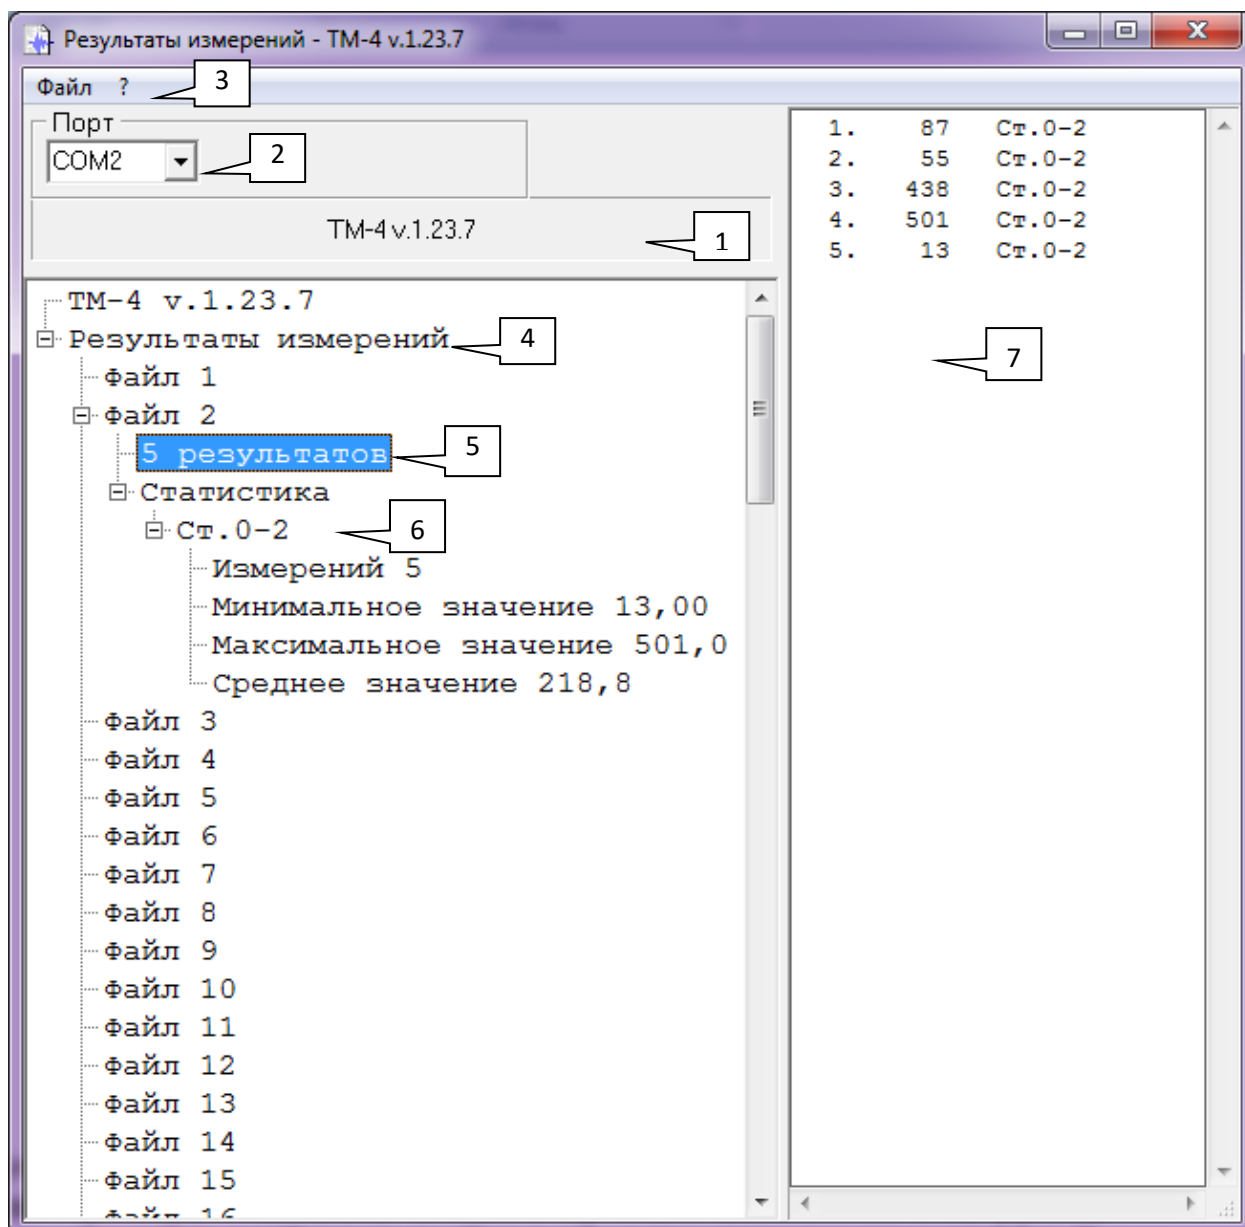 Результаты измерений - ТМ-4 v.1.23.7
Файл ?
3
Порт
COM2
2
ТМ-4 v.1.23.7
1
ТМ-4 v.1.23.7
Результаты измерений
4
Файл 1
Файл 2
5 результатов
5
Статистика
Ст.0-2
6
Измерений 5
Минимальное значение 13,00
Максимальное значение 501,0
Среднее значение 218,8
Файл 3
Файл 4
Файл 5
Файл 6
Файл 7
Файл 8
Файл 9
Файл 10
Файл 11
Файл 12
Файл 13
Файл 14
Файл 15
Файл 16
1. 87 Ст.0-2
2. 55 Ст.0-2
3. 438 Ст.0-2
4. 501 Ст.0-2
5. 13 Ст.0-2
7